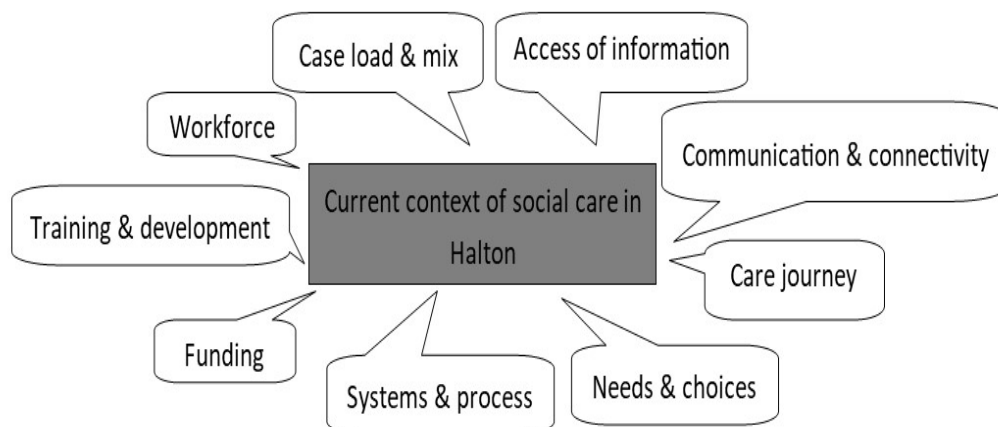 Case load & mix
Access of information
Workforce
Communication & connectivity
Current context of social care in
Halton
Training & development
Care journey
Funding
Systems & process
Needs & choices